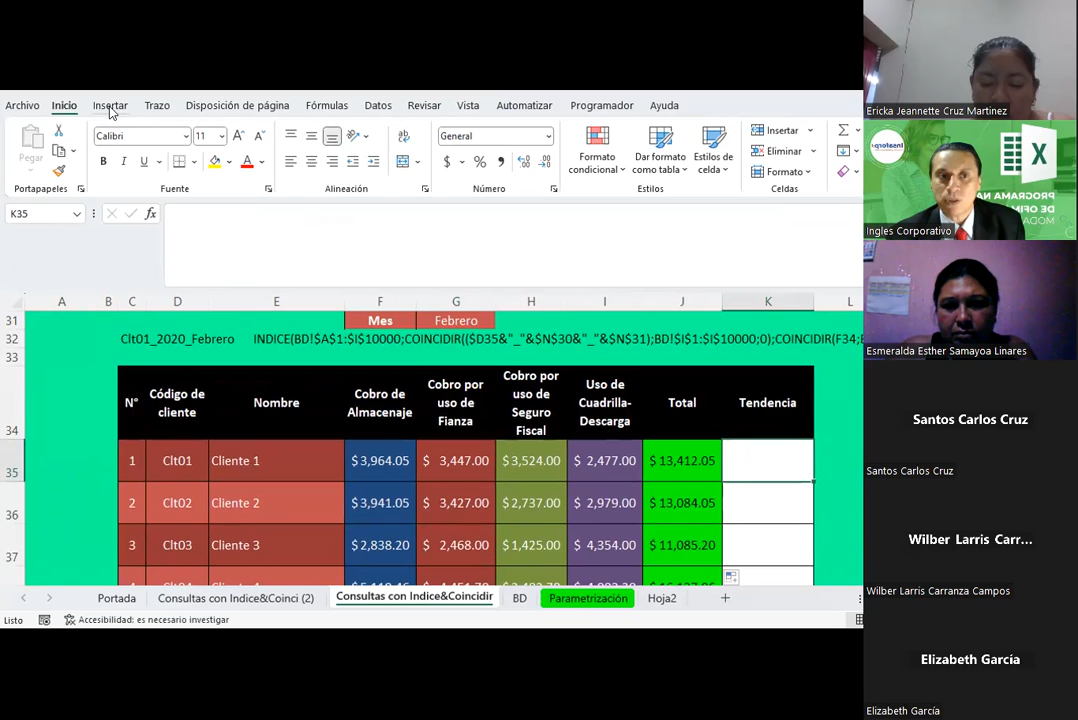 Archivo Inicio Insertar Trazo Disposición de página Fórmulas Datos Revisar Vista Automatizar Programador Ayuda
Pegar
Calibri 11
General
Formato condicional
Dar formato como tabla
Estilos de celda
Insertar
Eliminar
Formato
Portapapeles Fuente Alineación Número Estilos Celdas
K35 fx
A B C D E F G H I J K L
31 Mes Febrero
32 Clt01_2020_Febrero INDICE(BD!$A$1:$I$10000;COINCIDIR(($D35&"_"&$N$30&"_"&$N$31);BD!$I$1:$I$10000;0);COINCIDIR(F34;
33
34 N° Código de cliente Nombre Cobro de Almacenaje Cobro por uso de Fianza Cobro por uso de Seguro Fiscal Uso de Cuadrilla-Descarga Total Tendencia
35 1 Clt01 Cliente 1 $3,964.05 $ 3,447.00 $3,524.00 $ 2,477.00 $ 13,412.05
36 2 Clt02 Cliente 2 $3,941.05 $ 3,427.00 $2,737.00 $ 2,979.00 $ 13,084.05
37 3 Clt03 Cliente 3 $2,838.20 $ 2,468.00 $1,425.00 $ 4,354.00 $ 11,085.20
Portada Consultas con Indice&Coinci (2) Consultas con Indice&Coincidir BD Parametrización Hoja2 +
Listo Accesibilidad: es necesario investigar
Ericka Jeannette Cruz Martinez
PROGRAMA NA
DE OFIM
MODA
Ingles Corporativo
Esmeralda Esther Samayoa Linares
Santos Carlos Cruz
Santos Carlos Cruz
Wilber Larris Carr...
Wilber Larris Carranza Campos
Elizabeth García
Elizabeth García